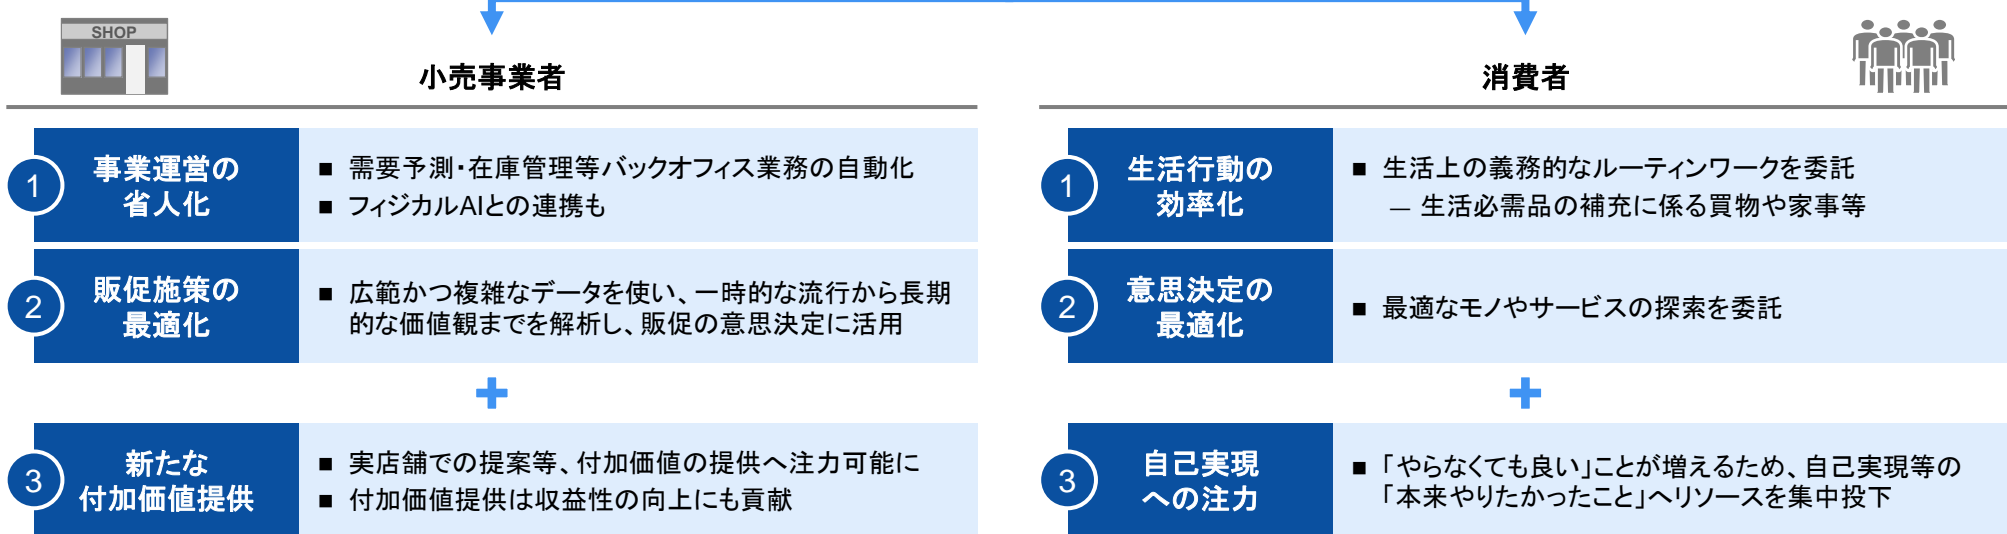 SHOP
小売事業者
1
事業運営の
省人化
■ 需要予測・在庫管理等バックオフィス業務の自動化
■ フィジカルAIとの連携も
2
販促施策の
最適化
■ 広範かつ複雑なデータを使い、一時的な流行から長期
的な価値観までを解析し、販促の意思決定に活用
3
新たな
付加価値提供
■ 実店舗での提案等、付加価値の提供へ注力可能に
■ 付加価値提供は収益性の向上にも貢献
消費者
1
生活行動の
効率化
■ 生活上の義務的なルーティンワークを委託
― 生活必需品の補充に係る買物や家事等
2
意思決定の
最適化
■ 最適なモノやサービスの探索を委託
3
自己実現
への注力
■ 「やらなくても良い」ことが増えるため、自己実現等の
「本来やりたかったこと」へリソースを集中投下